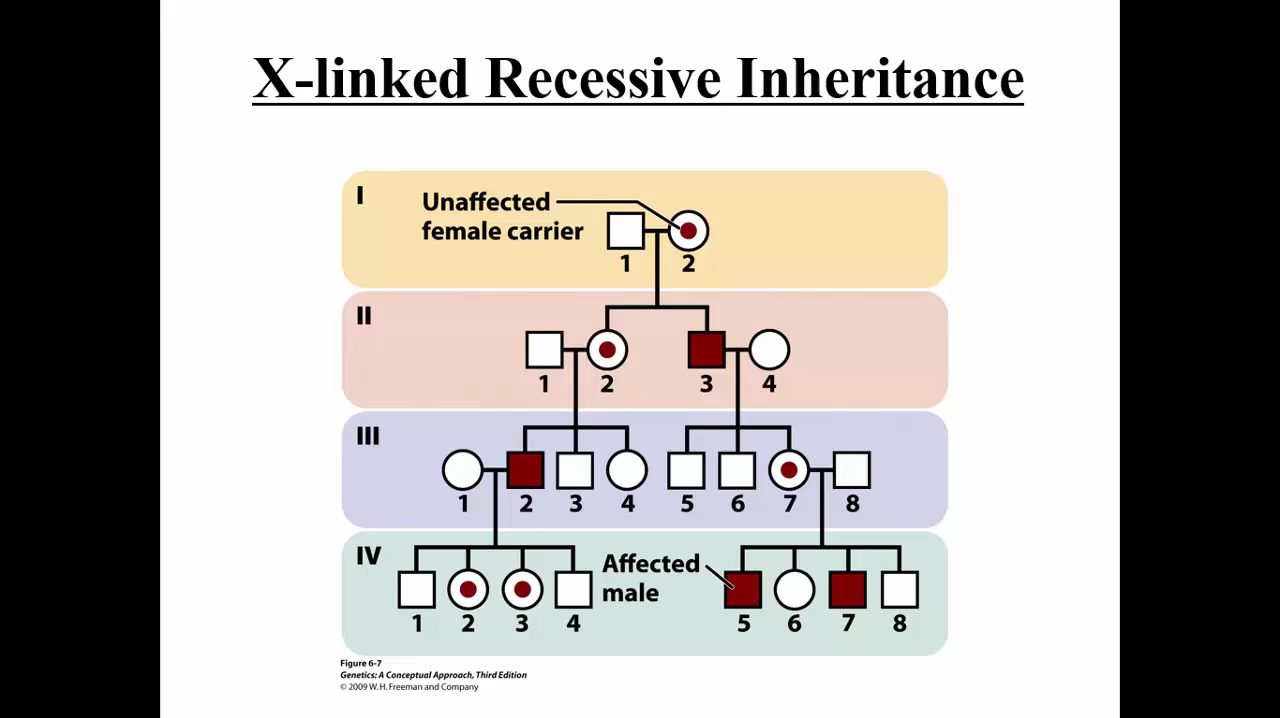 X-linked Recessive Inheritance
I
Unaffected
female carrier
1 2
II
1 2 3 4
III
1 2 3 4 5 6 7 8
IV
Affected
male
1 2 3 4 5 6 7 8
Figure 6-7
Genetics: A Conceptual Approach, Third Edition
© 2009 W. H. Freeman and Company